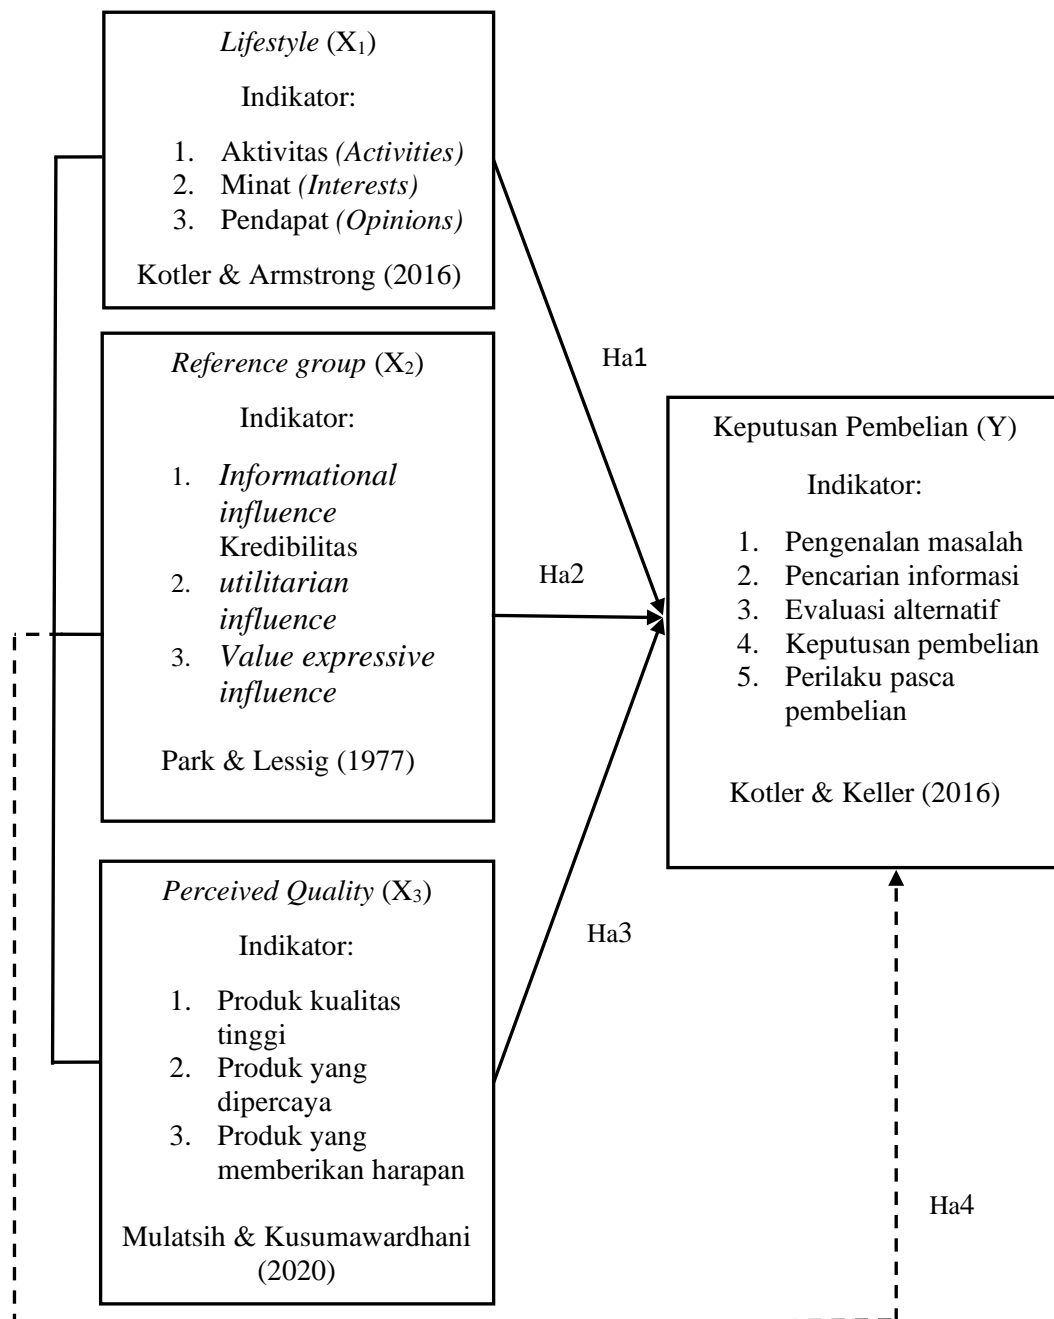 Lifestyle (X₁)
Indikator:
1. Aktivitas (Activities)
2. Minat (Interests)
3. Pendapat (Opinions)
Kotler & Armstrong (2016)
Reference group (X₂)
Indikator:
1. Informational
influence
Kredibilitas
2. utilitarian
influence
3. Value expressive
influence
Park & Lessig (1977)
Perceived Quality (X₃)
Indikator:
1. Produk kualitas
tinggi
2. Produk yang
dipercaya
3. Produk yang
memberikan harapan
Mulatsih & Kusumawardhani
(2020)
Ha1
Ha2
Ha3
Keputusan Pembelian (Y)
Indikator:
1. Pengenalan masalah
2. Pencarian informasi
3. Evaluasi alternatif
4. Keputusan pembelian
5. Perilaku pasca
pembelian
Kotler & Keller (2016)
Ha4